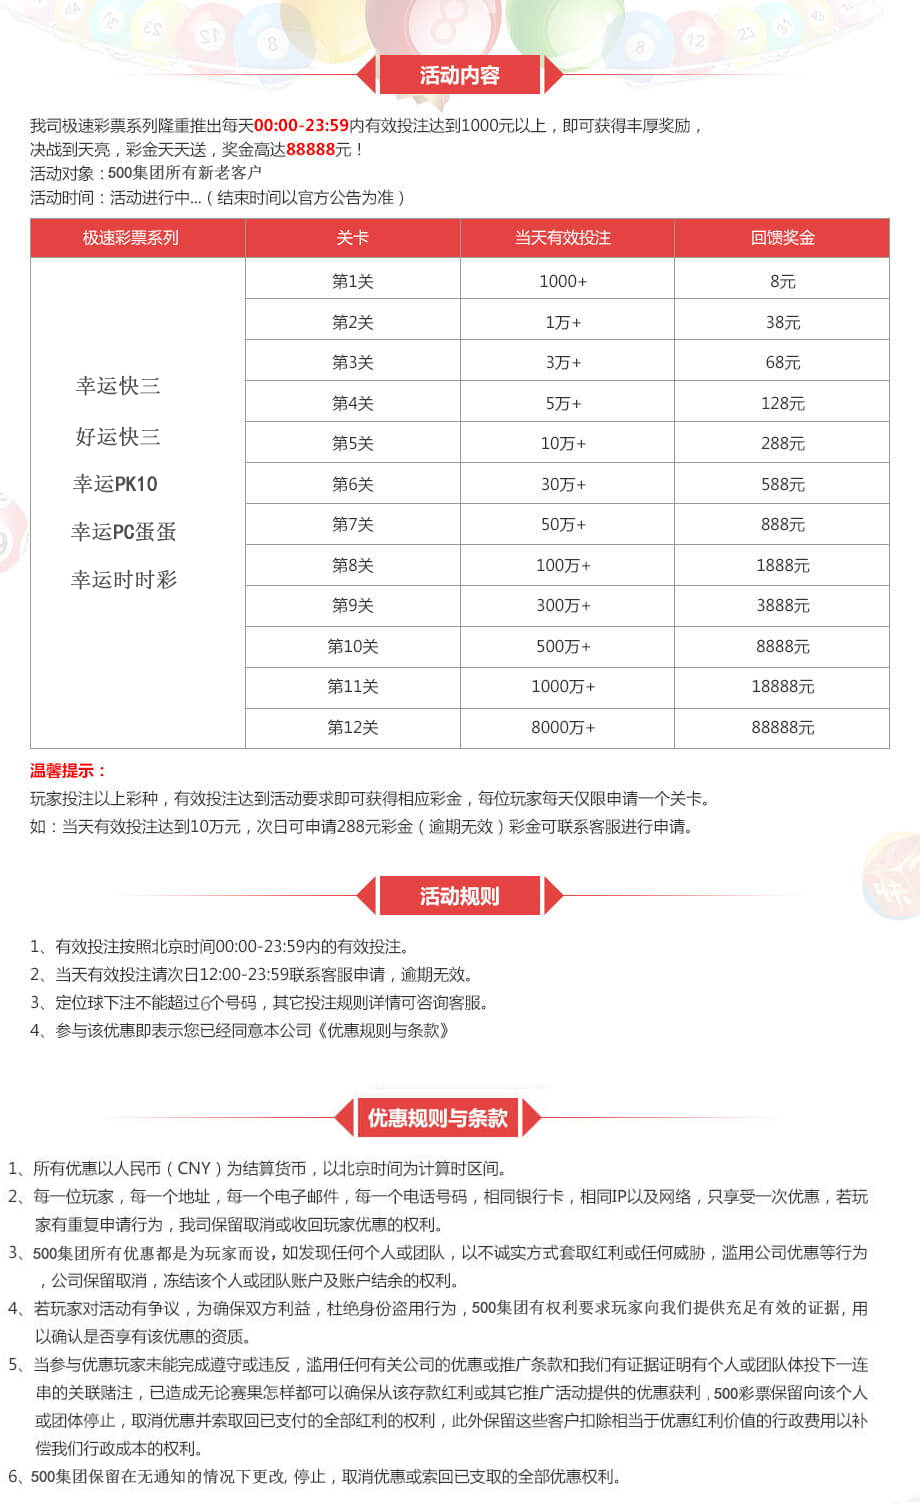 活动内容
我司极速彩票系列隆重推出每天00:00-23:59内有效投注达到1000元以上，即可获得丰厚奖励，
决战到天亮，彩金天天送，奖金高达88888元！
活动对象：500集团所有新老客户
活动时间：活动进行中...（结束时间以官方公告为准）
极速彩票系列 关卡 当天有效投注 回馈奖金
第1关 1000+ 8元
第2关 1万+ 38元
第3关 3万+ 68元
幸运快三
第4关 5万+ 128元
好运快三
第5关 10万+ 288元
幸运PK10
第6关 30万+ 588元
幸运PC蛋蛋
第7关 50万+ 888元
幸运时时彩
第8关 100万+ 1888元
第9关 300万+ 3888元
第10关 500万+ 8888元
第11关 1000万+ 18888元
第12关 8000万+ 88888元
温馨提示：
玩家投注以上彩种，有效投注达到活动要求即可获得相应彩金，每位玩家每天仅限申请一个关卡。
如：当天有效投注达到10万元，次日可申请288元彩金（逾期无效）彩金可联系客服进行申请。
活动规则
1、有效投注按照北京时间00:00-23:59内的有效投注。
2、当天有效投注请次日12:00-23:59联系客服申请，逾期无效。
3、定位球下注不能超过6个号码，其它投注规则详情可咨询客服。
4、参与该优惠即表示您已经同意本公司《优惠规则与条款》
优惠规则与条款
1、所有优惠以人民币（CNY）为结算货币，以北京时间为计算时区间。
2、每一位玩家，每一个地址，每一个电子邮件，每一个电话号码，相同银行卡，相同IP以及网络，只享受一次优惠，若玩
家有重复申请行为，我司保留取消或收回玩家优惠的权利。
3、500集团所有优惠都是为玩家而设，如发现任何个人或团队，以不诚实方式套取红利或任何威胁，滥用公司优惠等行为
，公司保留取消，冻结该个人或团队账户及账户结余的权利。
4、若玩家对活动有争议，为确保双方利益，杜绝身份盗用行为，500集团有权利要求玩家向我们提供充足有效的证据，用
以确认是否享有该优惠的资质。
5、当参与优惠玩家未能完成遵守或违反，滥用任何有关公司的优惠或推广条款和我们有证据证明有个人或团队体投下一连
串的关联赌注，已造成无论赛果怎样都可以确保从该存款红利或其它推广活动提供的优惠获利，500彩票保留向该个人
或团体停止，取消优惠并索取回已支付的全部红利的权利，此外保留这些客户扣除相当于优惠红利价值的行政费用以补
偿我们行政成本的权利。
6、500集团保留在无通知的情况下更改，停止，取消优惠或索回已支取的全部优惠权利。